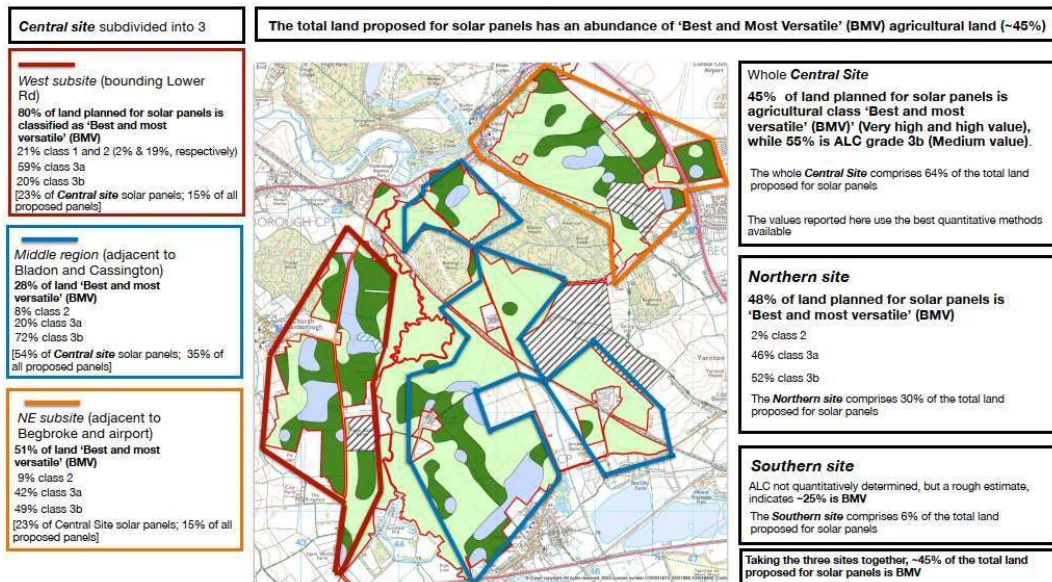 Central site subdivided into 3
The total land proposed for solar panels has an abundance of ‘Best and Most Versatile’ (BMV) agricultural land (~45%)
West subsite (bounding Lower
Rd)
80% of land planned for solar panels is
classified as ‘Best and most
versatile’ (BMV)
21% class 1 and 2 (2% & 19%, respectively)
59% class 3a
20% class 3b
[23% of Central site solar panels; 15% of all
proposed panels]
Middle region (adjacent to
Bladon and Cassington)
28% of land ‘Best and most
versatile’ (BMV)
8% class 2
20% class 3a
72% class 3b
[54% of Central site solar panels; 35% of
all proposed panels]
NE subsite (adjacent to
Begbroke and airport)
51% of land ‘Best and most
versatile’ (BMV)
9% class 2
42% class 3a
49% class 3b
[23% of Central Site solar panels; 15% of all
proposed panels]
Whole Central Site
45% of land planned for solar panels is
agricultural class ‘Best and most
versatile’ (BMV)’ (Very high and high value),
while 55% is ALC grade 3b (Medium value).
The whole Central Site comprises 64% of the total land
proposed for solar panels
The values reported here use the best quantitative methods
available
Northern site
48% of land planned for solar panels is
‘Best and most versatile’ (BMV)
2% class 2
46% class 3a
52% class 3b
The Northern site comprises 30% of the total land
proposed for solar panels
Southern site
ALC not quantitatively determined, but a rough estimate,
indicates ~25% is BMV
The Southern site comprises 6% of the total land
proposed for solar panels
Taking the three sites together, ~45% of the total land
proposed for solar panels is BMV
Yarnton
CP
43
44
46
47